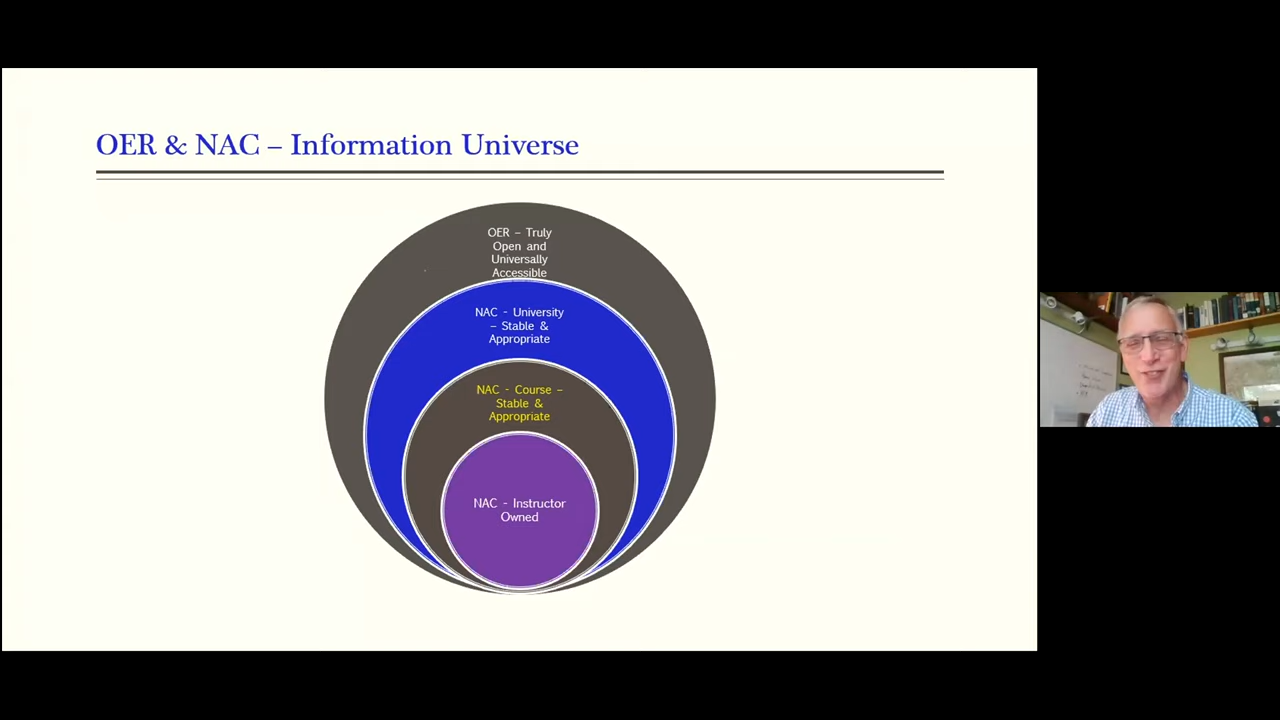 OER & NAC – Information Universe
OER – Truly
Open and
Universally
Accessible
NAC - University
– Stable &
Appropriate
NAC - Course –
Stable &
Appropriate
NAC - Instructor
Owned